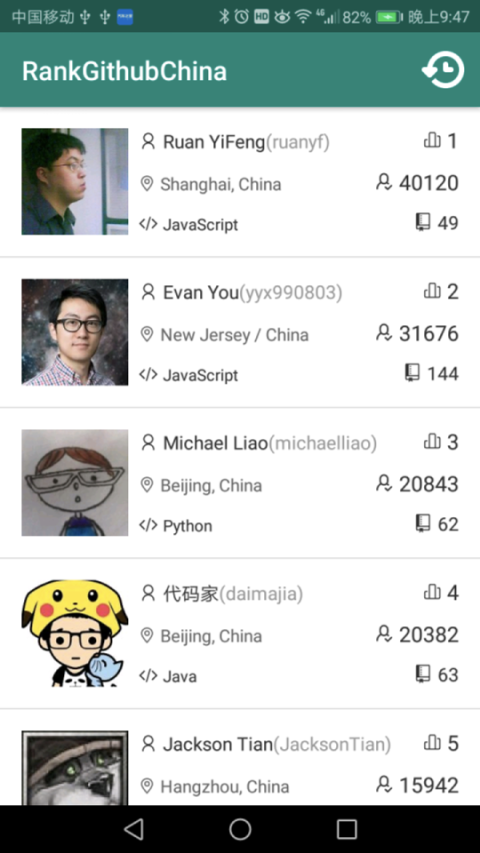 中国移动 HD 4G 82% 晚上9:47
RankGithubChina
Ruan YiFeng(ruanyf) 1
Shanghai, China 40120
</> JavaScript 49
Evan You(yyx990803) 2
New Jersey / China 31676
</> JavaScript 144
Michael Liao(michaelliao) 3
Beijing, China 20843
</> Python 62
代码家(daimajia) 4
Beijing, China 20382
</> Java 63
Jackson Tian(JacksonTian) 5
Hangzhou, China 15942